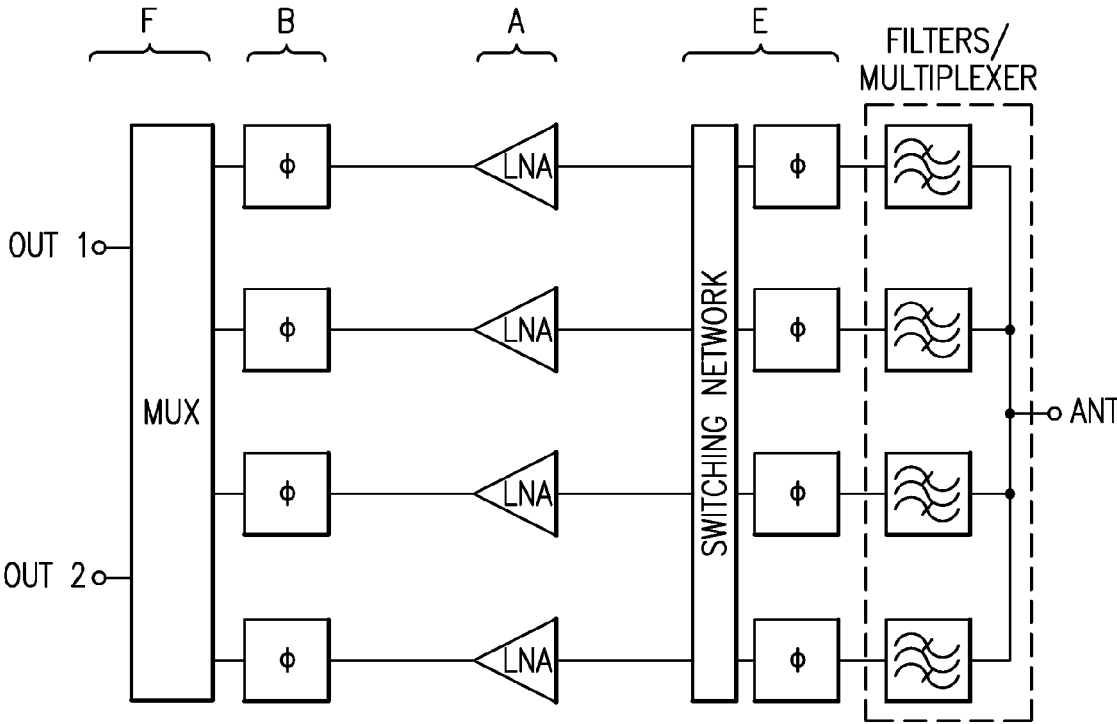 F B A E
FILTERS/
MULTIPLEXER
ϕ LNA ϕ
OUT 1
ϕ LNA ϕ
MUX
SWITCHING NETWORK
ANT
ϕ LNA ϕ
OUT 2
ϕ LNA ϕ